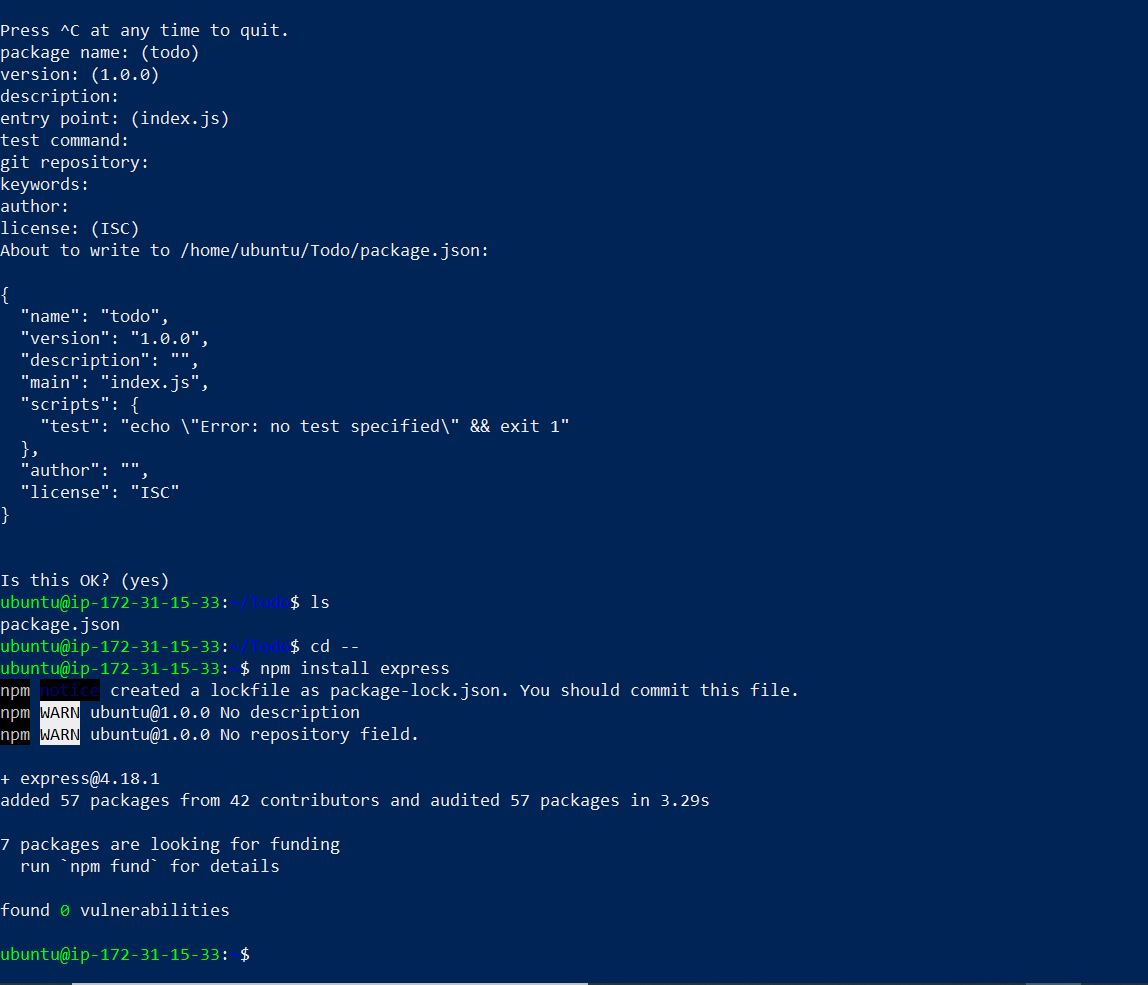 Press ^C at any time to quit.
package name: (todo)
version: (1.0.0)
description:
entry point: (index.js)
test command:
git repository:
keywords:
author:
license: (ISC)
About to write to /home/ubuntu/Todo/package.json:

{
  "name": "todo",
  "version": "1.0.0",
  "description": "",
  "main": "index.js",
  "scripts": {
    "test": "echo \"Error: no test specified\" && exit 1"
  },
  "author": "",
  "license": "ISC"
}

Is this OK? (yes)
ubuntu@ip-172-31-15-33:~/Todo$ ls
package.json
ubuntu@ip-172-31-15-33:~/Todo$ cd --
ubuntu@ip-172-31-15-33:~$ npm install express
npm notice created a lockfile as package-lock.json. You should commit this file.
npm WARN ubuntu@1.0.0 No description
npm WARN ubuntu@1.0.0 No repository field.

+ express@4.18.1
added 57 packages from 42 contributors and audited 57 packages in 3.29s

7 packages are looking for funding
  run `npm fund` for details

found 0 vulnerabilities

ubuntu@ip-172-31-15-33:~$